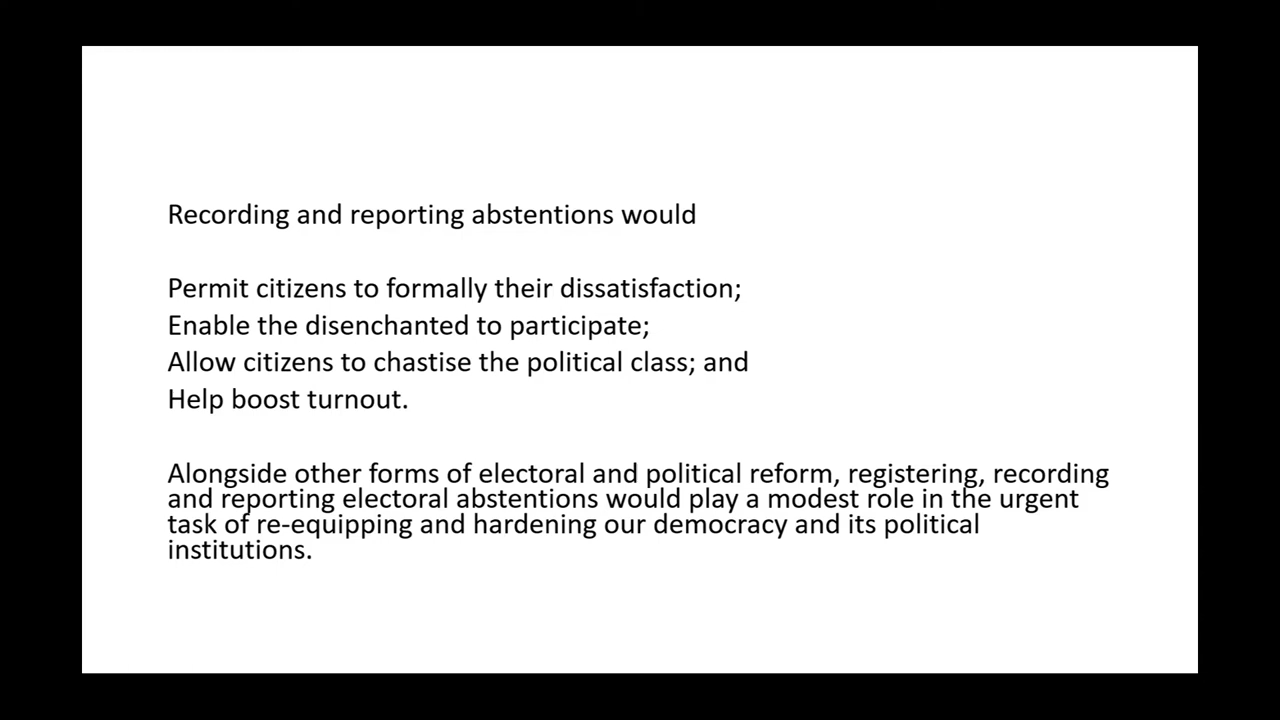 Recording and reporting abstentions would
Permit citizens to formally their dissatisfaction;
Enable the disenchanted to participate;
Allow citizens to chastise the political class; and
Help boost turnout.
Alongside other forms of electoral and political reform, registering, recording
and reporting electoral abstentions would play a modest role in the urgent
task of re-equipping and hardening our democracy and its political
institutions.